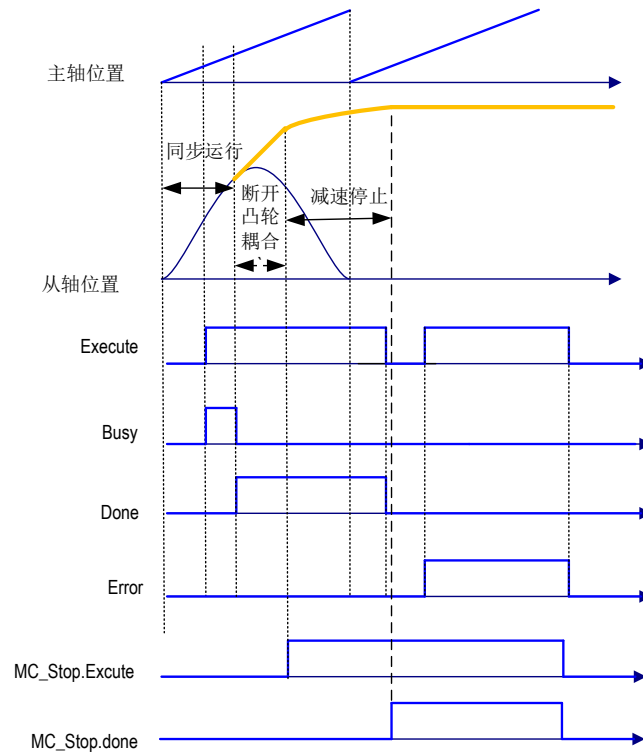 主轴位置
同步运行
断开
凸轮
耦合
减速停止
从轴位置
Execute
Busy
Done
Error
MC_Stop.Excute
MC_Stop.done